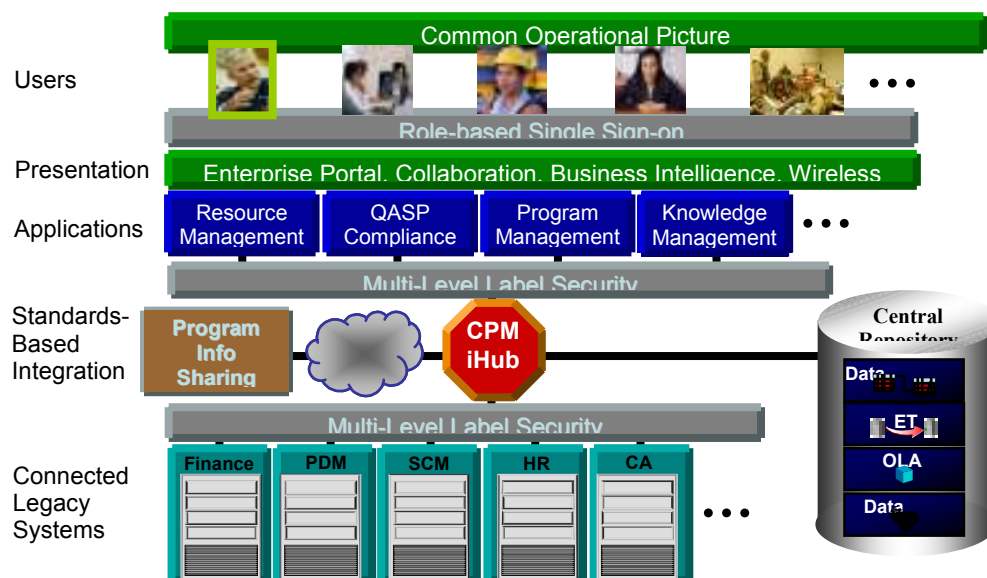 Common Operational Picture
Users
Role-based Single Sign-on
Presentation
Enterprise Portal, Collaboration, Business Intelligence, Wireless
Applications
Resource
Management
QASP
Compliance
Program
Management
Knowledge
Management
Multi-Level Label Security
Standards-
Based
Integration
Program
Info
Sharing
CPM
iHub
Central
Repository
Data
ET
OLA
Data
Multi-Level Label Security
Connected
Legacy
Systems
Finance
PDM
SCM
HR
CA